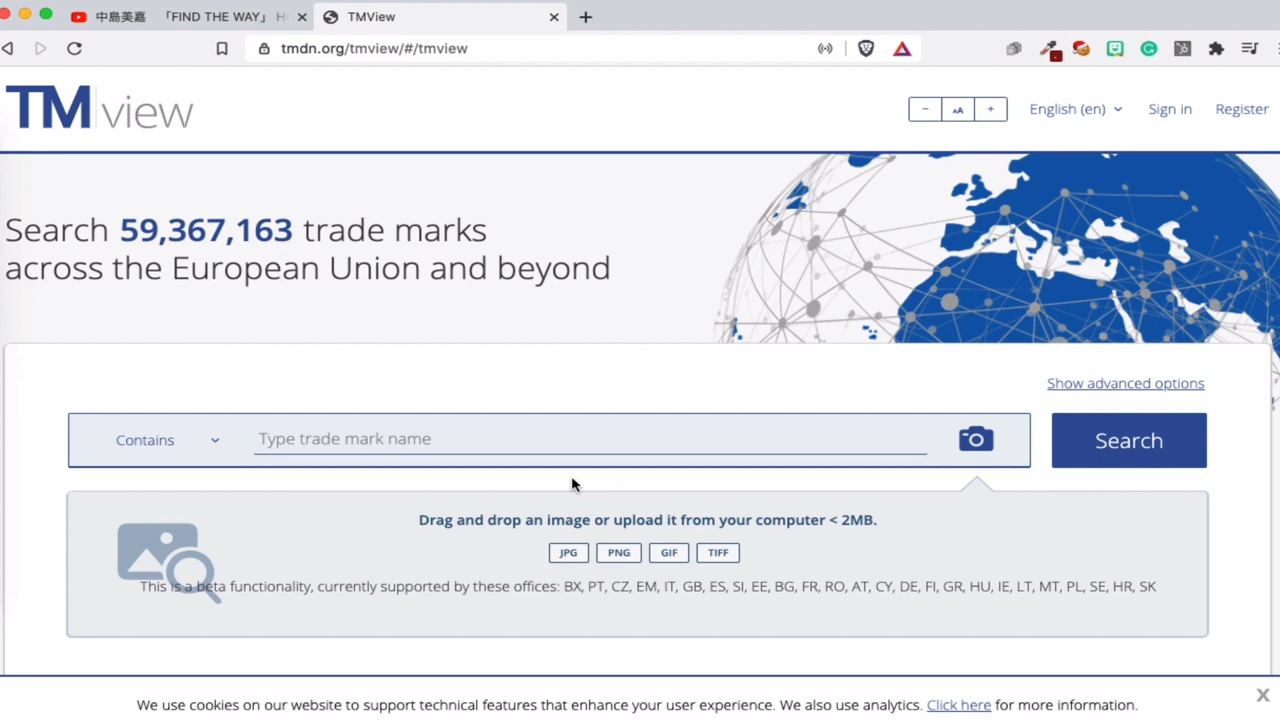 中島美嘉 「FIND THE WAY」
TMView
tmdn.org/tmview/#/tmview
TM view
- AA +
English (en)
Sign in
Register
Search 59,367,163 trade marks
across the European Union and beyond
Show advanced options
Contains
Type trade mark name
Search
Drag and drop an image or upload it from your computer < 2MB.
JPG PNG GIF TIFF
This is a beta functionality, currently supported by these offices: BX, PT, CZ, EM, IT, GB, ES, SI, EE, BG, FR, RO, AT, CY, DE, FI, GR, HU, IE, LT, MT, PL, SE, HR, SK
We use cookies on our website to support technical features that enhance your user experience. We also use analytics. Click here for more information.
X